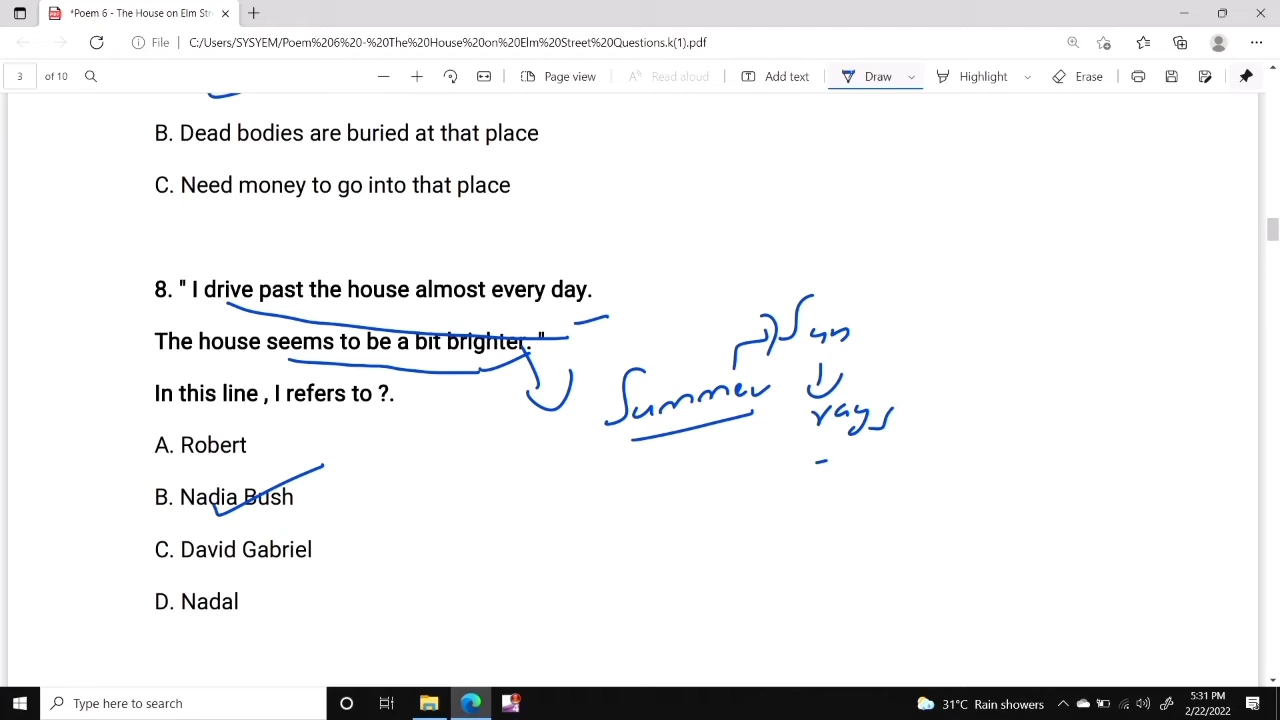 *Poem 6 - The House on Elm Str
File
C:/Users/SYSYEM/Poem%206%20-%20The%20House%20on%20Elm%20Street%20Questions.k(1).pdf
3 of 10
Page view
Read aloud
Add text
Draw
Highlight
Erase
B. Dead bodies are buried at that place
C. Need money to go into that place
8. " I drive past the house almost every day.
The house seems to be a bit brighter. "
In this line , I refers to ?.
Sun
Summer
rays
A. Robert
B. Nadia Bush
C. David Gabriel
D. Nadal
Type here to search
31°C Rain showers
5:31 PM
2/22/2022